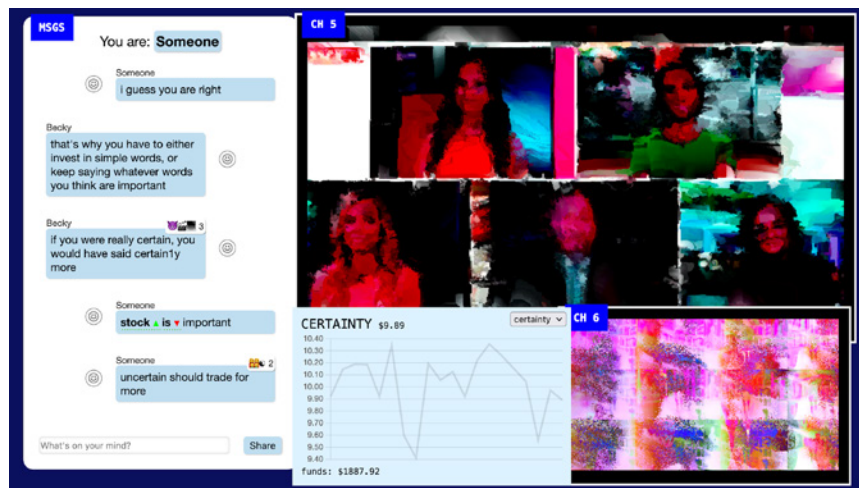 MSGS
You are: Someone
Someone
i guess you are right
Becky
that's why you have to either
invest in simple words, or
keep saying whatever words
you think are important
Becky
3
if you were really certain, you
would have said certain1y
more
Someone
stock ▲ is ▼ important
Someone
2
uncertain should trade for
more
What's on your mind?
Share
CH 5
CERTAINTY $9.89
certainty
10.40
10.30
10.20
10.10
10.00
9.90
9.80
9.70
9.60
9.50
9.40
funds: $1887.92
CH 6